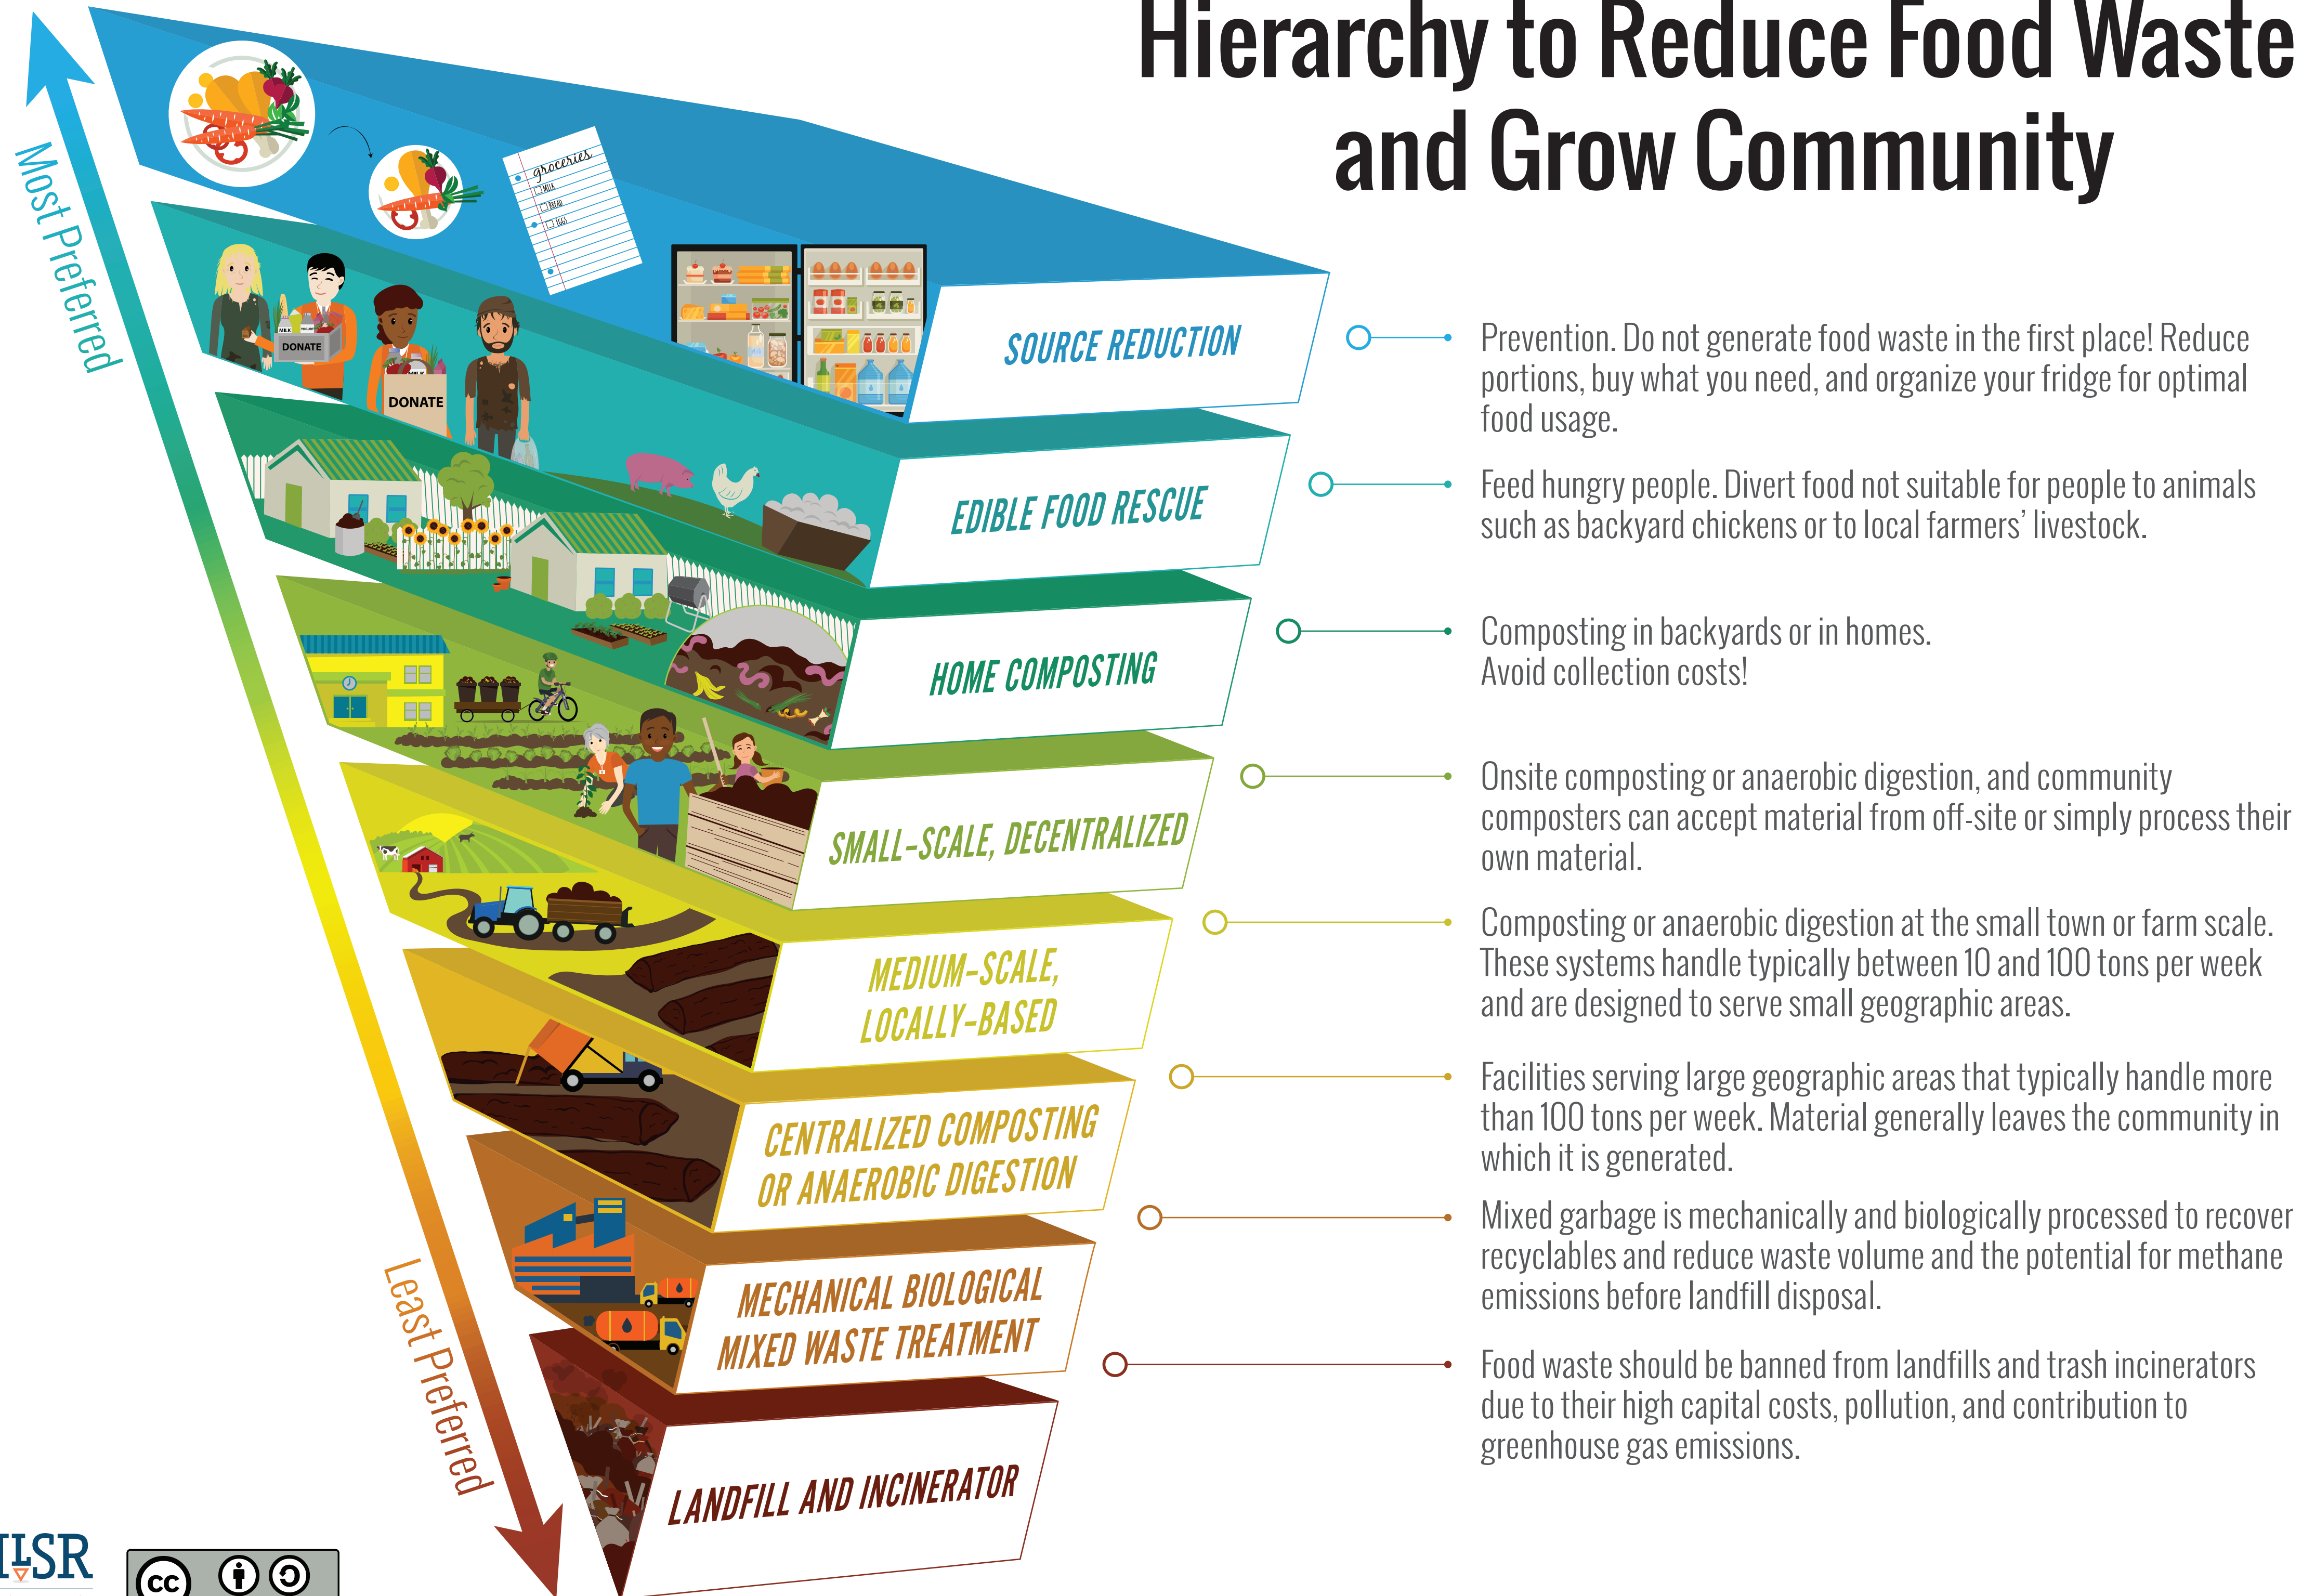 Hierarchy to Reduce Food Waste
and Grow Community
Most Preferred
groceries
MILK
BREAD
EGGS
MILK
DONATE
MILK
DONATE
SOURCE REDUCTION
Prevention. Do not generate food waste in the first place! Reduce
portions, buy what you need, and organize your fridge for optimal
food usage.
EDIBLE FOOD RESCUE
Feed hungry people. Divert food not suitable for people to animals
such as backyard chickens or to local farmers’ livestock.
HOME COMPOSTING
Composting in backyards or in homes.
Avoid collection costs!
SMALL-SCALE, DECENTRALIZED
Onsite composting or anaerobic digestion, and community
composters can accept material from off-site or simply process their
own material.
MEDIUM-SCALE,
LOCALLY-BASED
Composting or anaerobic digestion at the small town or farm scale.
These systems handle typically between 10 and 100 tons per week
and are designed to serve small geographic areas.
CENTRALIZED COMPOSTING
OR ANAEROBIC DIGESTION
Facilities serving large geographic areas that typically handle more
than 100 tons per week. Material generally leaves the community in
which it is generated.
MECHANICAL BIOLOGICAL
MIXED WASTE TREATMENT
Mixed garbage is mechanically and biologically processed to recover
recyclables and reduce waste volume and the potential for methane
emissions before landfill disposal.
LANDFILL AND INCINERATOR
Food waste should be banned from landfills and trash incinerators
due to their high capital costs, pollution, and contribution to
greenhouse gas emissions.
Least Preferred
ILSR
cc